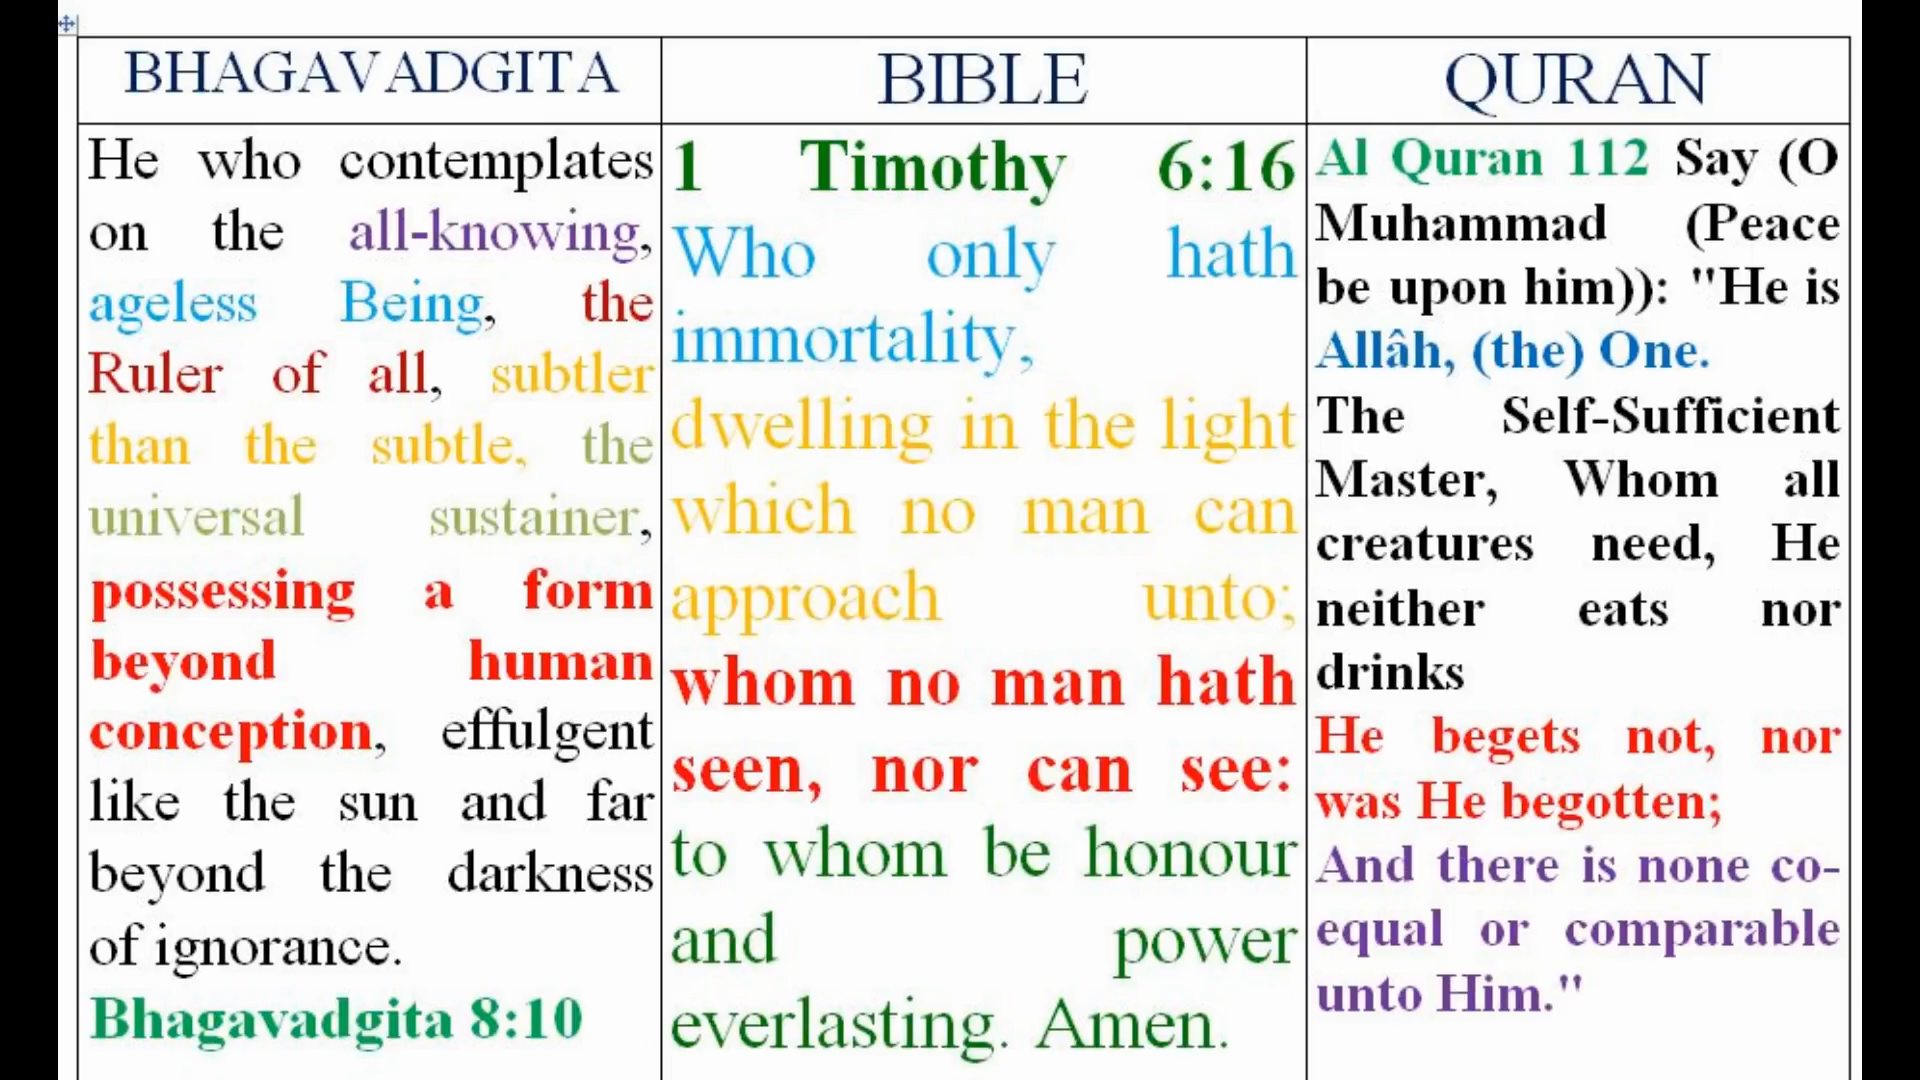 BHAGAVADGITA
He who contemplates
on the all-knowing,
ageless Being, the
Ruler of all, subtler
than the subtle, the
universal sustainer,
possessing a form
beyond human
conception, effulgent
like the sun and far
beyond the darkness
of ignorance.
Bhagavadgita 8:10
BIBLE
1 Timothy 6:16
Who only hath
immortality,
dwelling in the light
which no man can
approach unto;
whom no man hath
seen, nor can see:
to whom be honour
and power
everlasting. Amen.
QURAN
Al Quran 112 Say (O
Muhammad (Peace
be upon him)): "He is
Allâh, (the) One.
The Self-Sufficient
Master, Whom all
creatures need, He
neither eats nor
drinks
He begets not, nor
was He begotten;
And there is none co-
equal or comparable
unto Him."